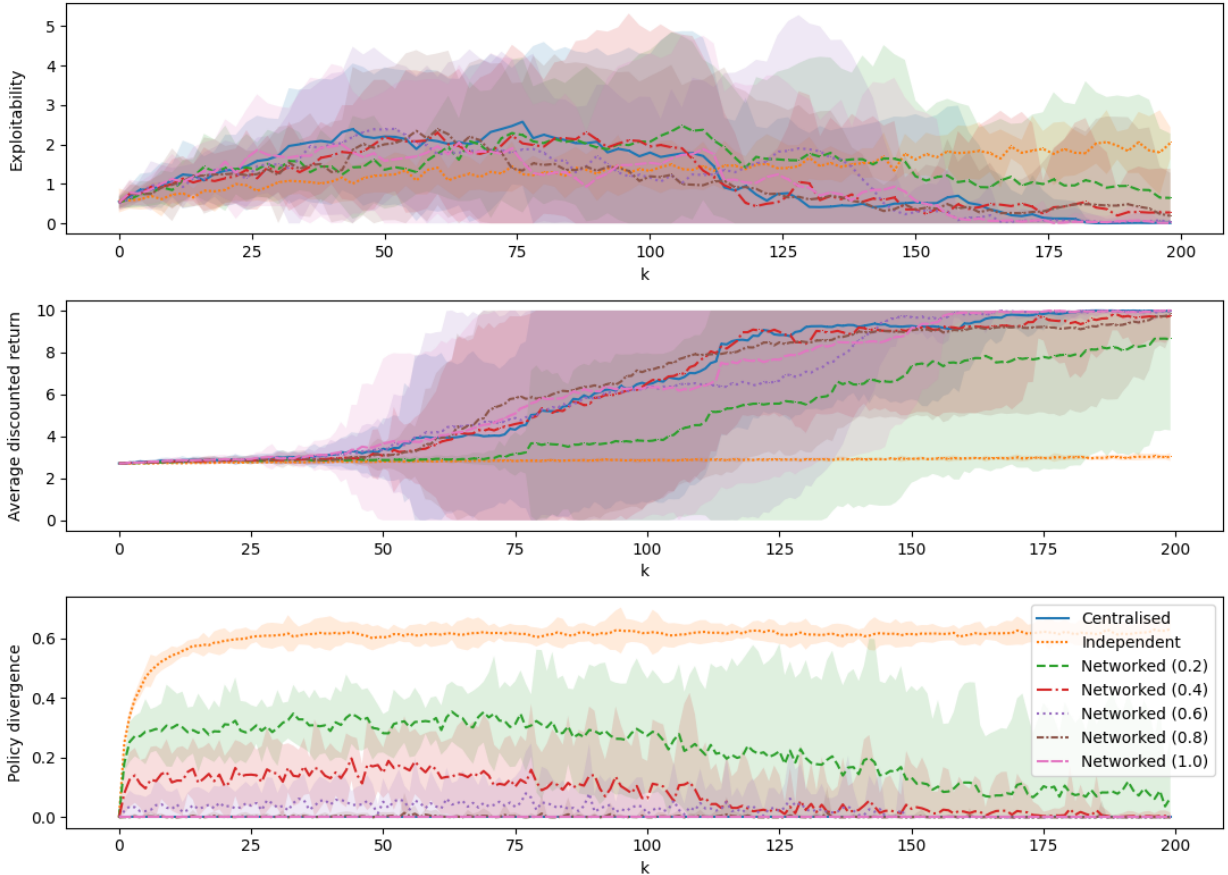 Exploitability
5
4
3
2
1
0
0 25 50 75 100 125 150 175 200
k
Average discounted return
10
8
6
4
2
0
0 25 50 75 100 125 150 175 200
k
Policy divergence
0.6
0.4
0.2
0.0
Centralised
Independent
Networked (0.2)
Networked (0.4)
Networked (0.6)
Networked (0.8)
Networked (1.0)
0 25 50 75 100 125 150 175 200
k